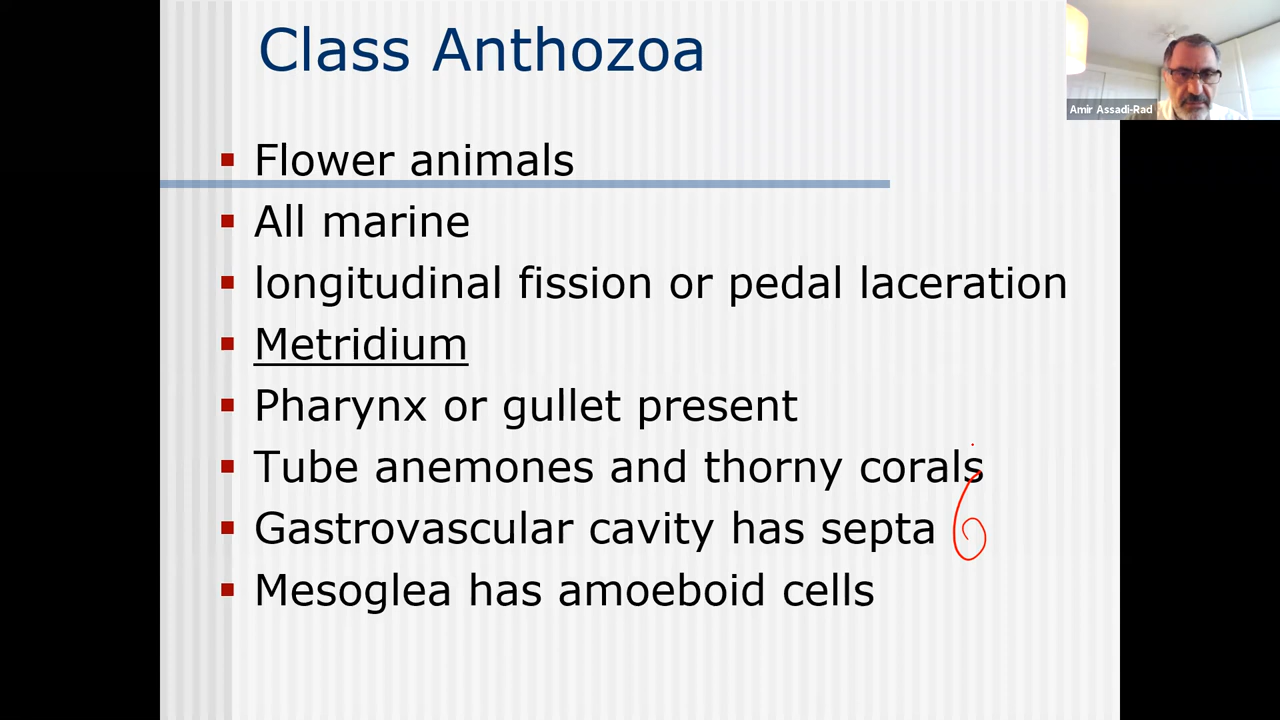 Class Anthozoa
Amir Assadi-Rad
Flower animals
All marine
longitudinal fission or pedal laceration
Metridium
Pharynx or gullet present
Tube anemones and thorny corals
Gastrovascular cavity has septa 6
Mesoglea has amoeboid cells